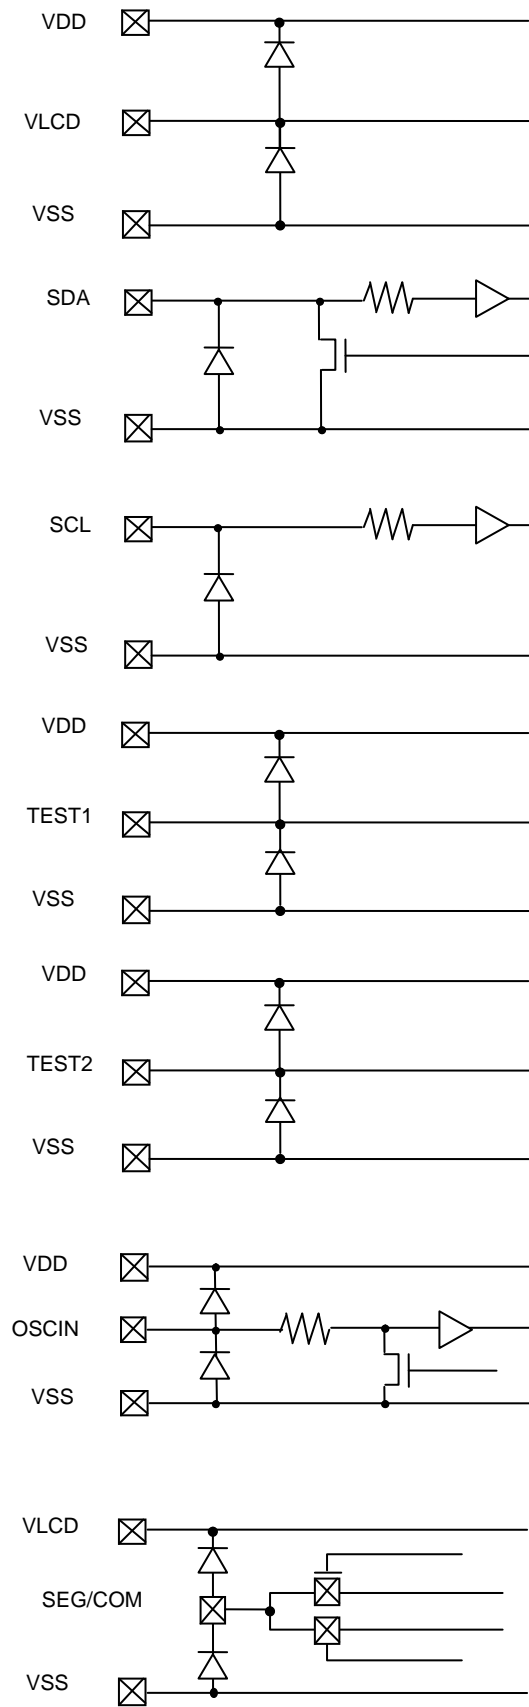 VDD
VLCD
VSS
SDA
VSS
SCL
VSS
VDD
TEST1
VSS
VDD
TEST2
VSS
VDD
OSCIN
VSS
VLCD
SEG/COM
VSS